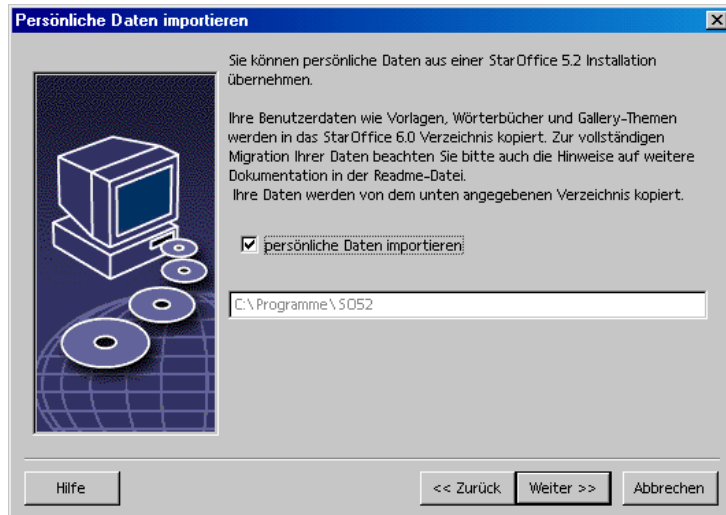 Persönliche Daten importieren
Sie können persönliche Daten aus einer StarOffice 5.2 Installation
übernehmen.
Ihre Benutzerdaten wie Vorlagen, Wörterbücher und Gallery-Themen
werden in das StarOffice 6.0 Verzeichnis kopiert. Zur vollständigen
Migration Ihrer Daten beachten Sie bitte auch die Hinweise auf weitere
Dokumentation in der Readme-Datei.
Ihre Daten werden von dem unten angegebenen Verzeichnis kopiert.
persönliche Daten importieren
C:\Programme\SO52
Hilfe
<< Zurück
Weiter >>
Abbrechen